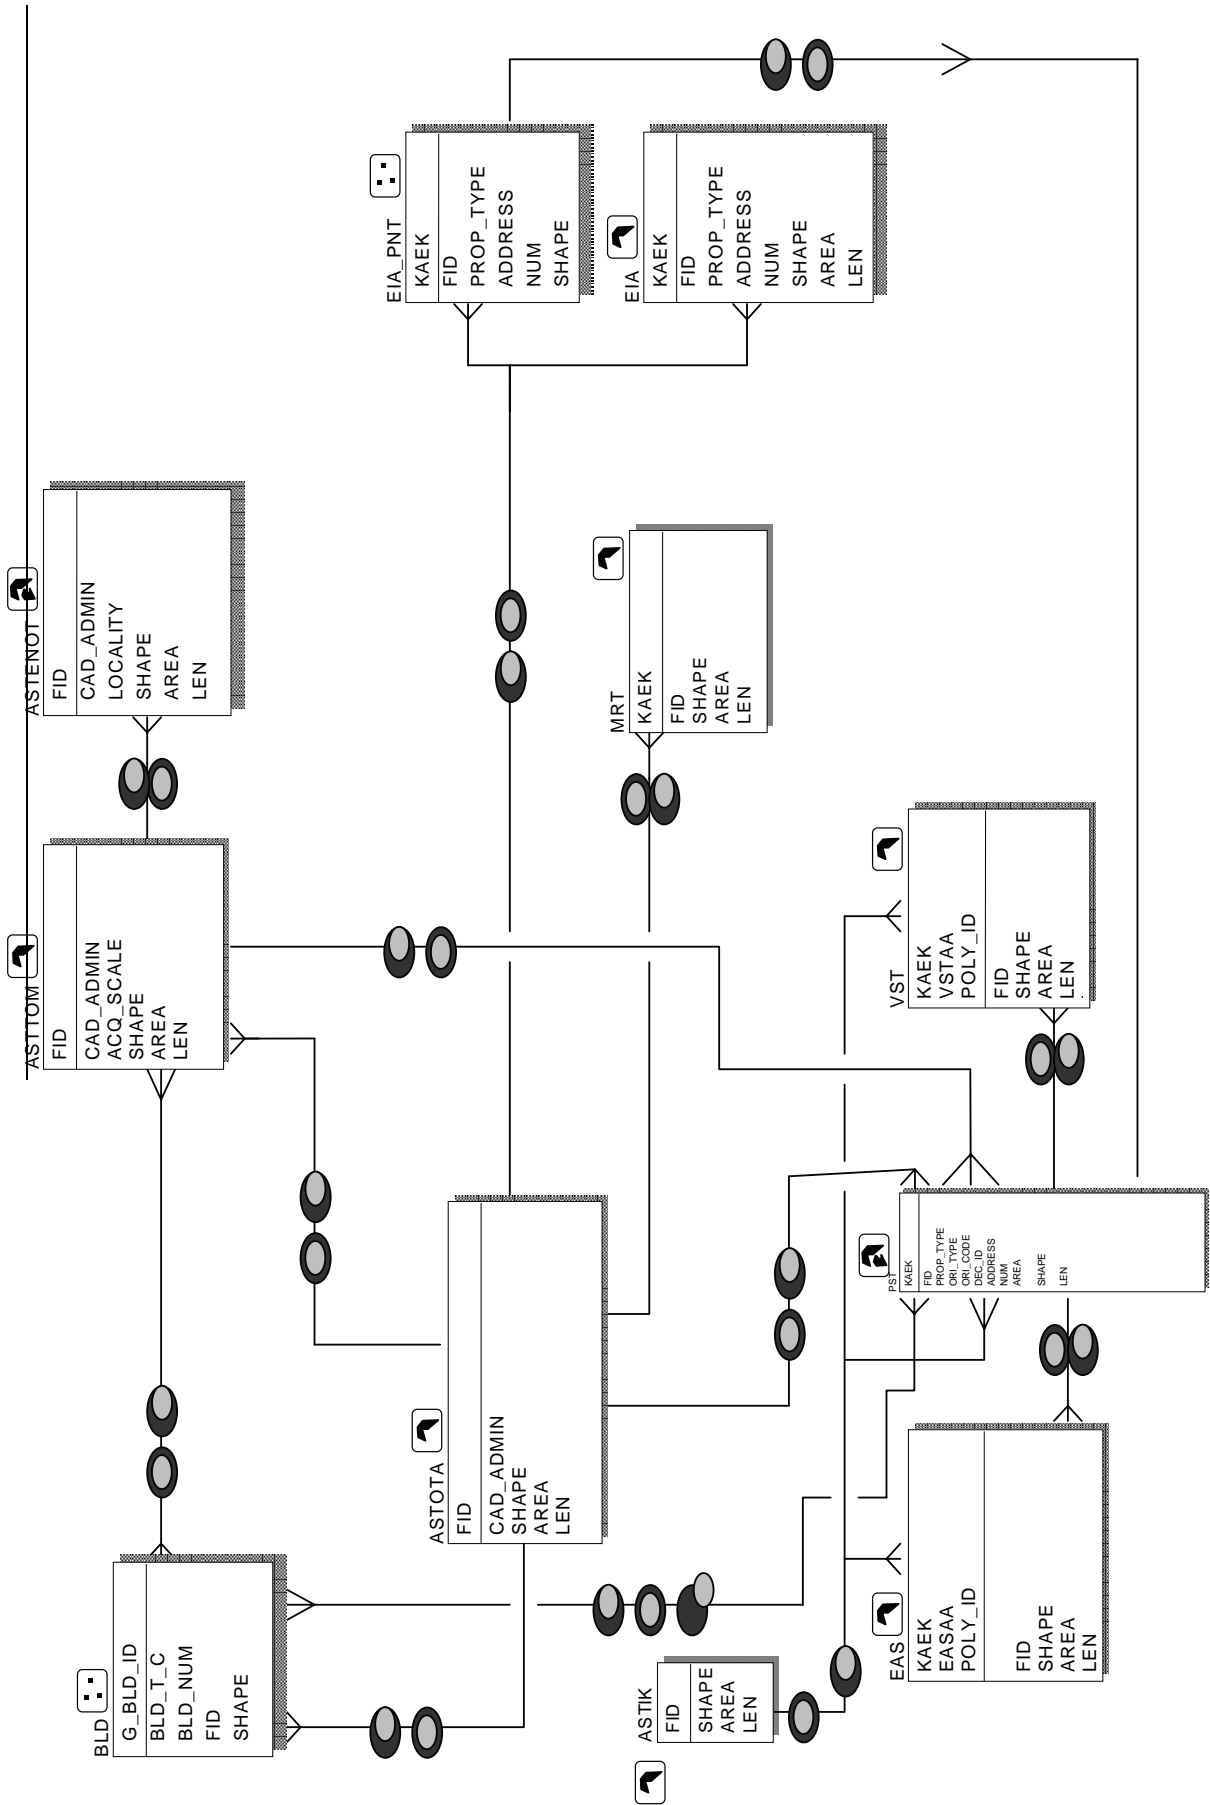 BLD
G_BLD_ID
BLD_T_C
BLD_NUM
FID
SHAPE
ASTTOM
FID
CAD_ADMIN
ACQ_SCALE
SHAPE
AREA
LEN
ASTENOT
FID
CAD_ADMIN
LOCALITY
SHAPE
AREA
LEN
ASTOTA
FID
CAD_ADMIN
SHAPE
AREA
LEN
EIA_PNT
KAEK
FID
PROP_TYPE
ADDRESS
NUM
SHAPE
ASTIK
FID
SHAPE
AREA
LEN
MRT
KAEK
FID
SHAPE
AREA
LEN
EIA
KAEK
FID
PROP_TYPE
ADDRESS
NUM
SHAPE
AREA
LEN
EAS
KAEK
EASAA
POLY_ID
FID
SHAPE
AREA
LEN
PST
KAEK
FID
PROP_TYPE
ORI_TYPE
ORI_CODE
DEC_ID
ADDRESS
NUM
AREA
SHAPE
LEN
VST
KAEK
VSTAA
POLY_ID
FID
SHAPE
AREA
LEN